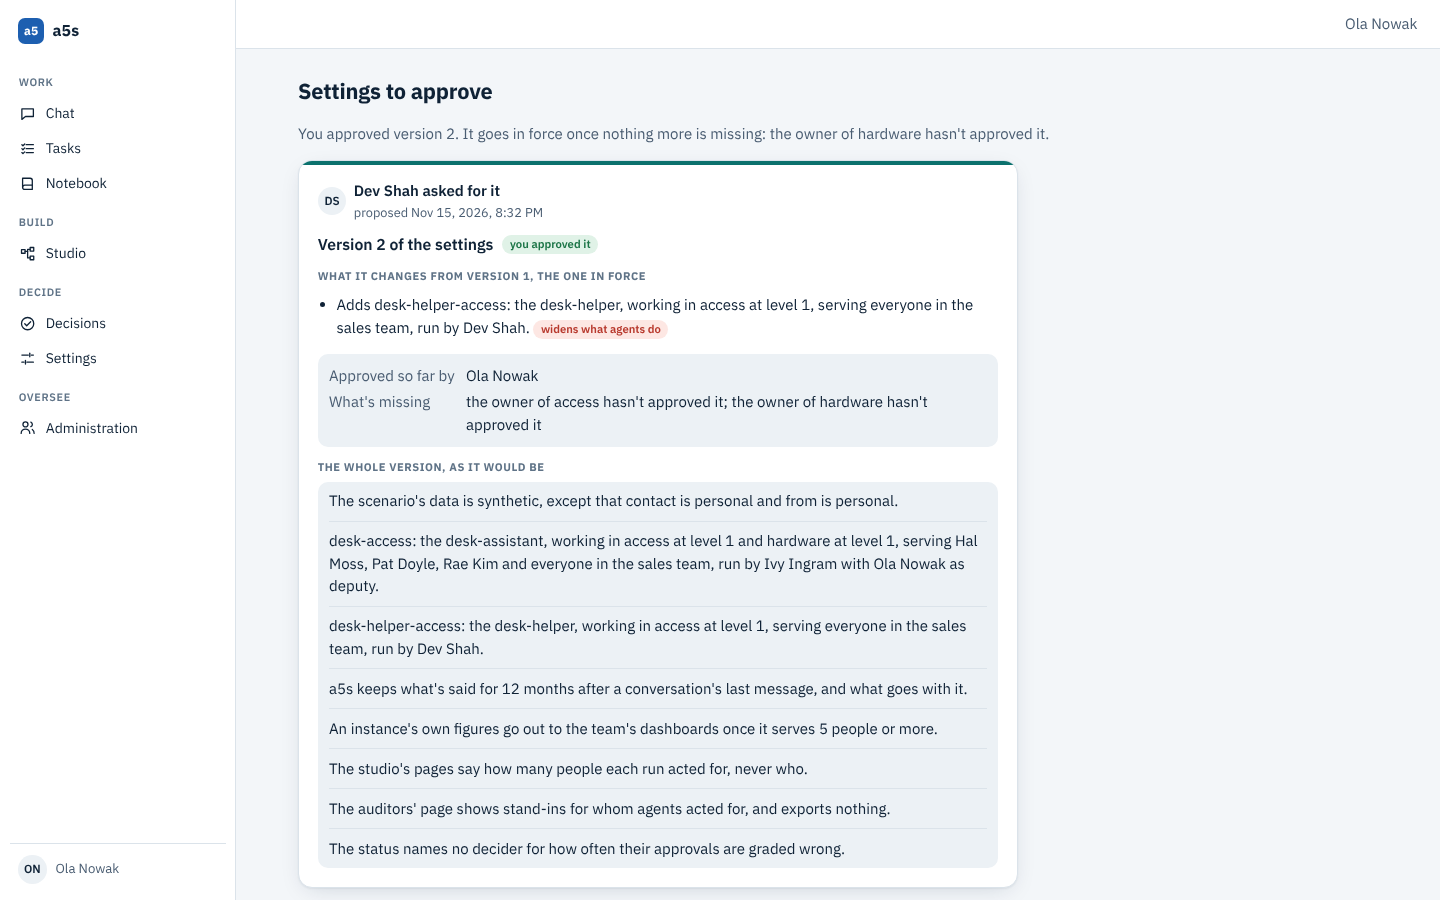 a5 a5s
Ola Nowak
WORK
Chat
Tasks
Notebook
BUILD
Studio
DECIDE
Decisions
Settings
OVERSEE
Administration
ON Ola Nowak
Settings to approve
You approved version 2. It goes in force once nothing more is missing: the owner of hardware hasn't approved it.
DS Dev Shah asked for it
proposed Nov 15, 2026, 8:32 PM
Version 2 of the settings you approved it
WHAT IT CHANGES FROM VERSION 1, THE ONE IN FORCE
• Adds desk-helper-access: the desk-helper, working in access at level 1, serving everyone in the
sales team, run by Dev Shah. widens what agents do
Approved so far by Ola Nowak
What's missing the owner of access hasn't approved it; the owner of hardware hasn't
approved it
THE WHOLE VERSION, AS IT WOULD BE
The scenario's data is synthetic, except that contact is personal and from is personal.
desk-access: the desk-assistant, working in access at level 1 and hardware at level 1, serving Hal
Moss, Pat Doyle, Rae Kim and everyone in the sales team, run by Ivy Ingram with Ola Nowak as
deputy.
desk-helper-access: the desk-helper, working in access at level 1, serving everyone in the sales
team, run by Dev Shah.
a5s keeps what's said for 12 months after a conversation's last message, and what goes with it.
An instance's own figures go out to the team's dashboards once it serves 5 people or more.
The studio's pages say how many people each run acted for, never who.
The auditors' page shows stand-ins for whom agents acted for, and exports nothing.
The status names no decider for how often their approvals are graded wrong.